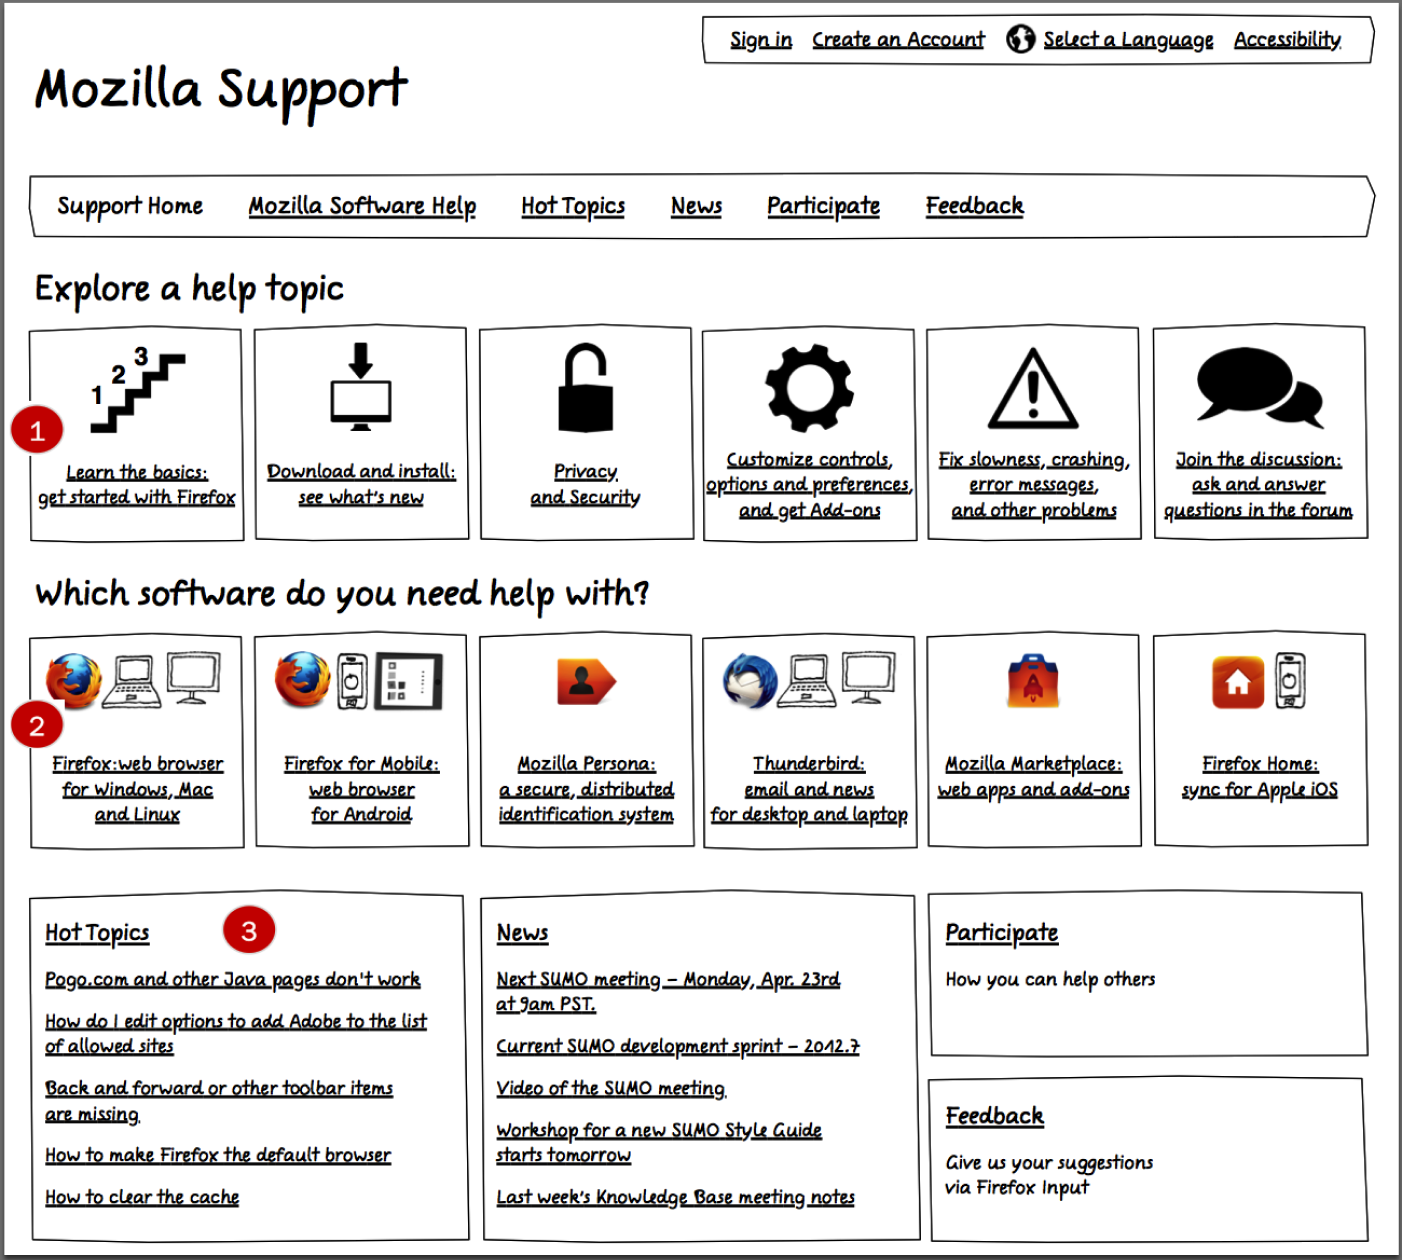 Sign in Create an Account Select a Language Accessibility
Mozilla Support
Support Home Mozilla Software Help Hot Topics News Participate Feedback
Explore a help topic
1 2 3
1
Learn the basics:
get started with Firefox
Download and install:
see what's new
Privacy
and Security
Customize controls,
options and preferences,
and get Add-ons
Fix slowness, crashing,
error messages,
and other problems
Join the discussion:
ask and answer
questions in the forum
Which software do you need help with?
2
Firefox:web browser
for Windows, Mac
and Linux
Firefox for Mobile:
web browser
for Android
Mozilla Persona:
a secure, distributed
identification system
Thunderbird:
email and news
for desktop and laptop
Mozilla Marketplace:
web apps and add-ons
Firefox Home:
sync for Apple iOS
Hot Topics
3
Pogo.com and other Java pages don't work
How do I edit options to add Adobe to the list
of allowed sites
Back and forward or other toolbar items
are missing
How to make Firefox the default browser
How to clear the cache
News
Next SUMO meeting – Monday, Apr. 23rd
at 9am PST.
Current SUMO development sprint – 2012.7
Video of the SUMO meeting
Workshop for a new SUMO Style Guide
starts tomorrow
Last week's Knowledge Base meeting notes
Participate
How you can help others
Feedback
Give us your suggestions
via Firefox Input